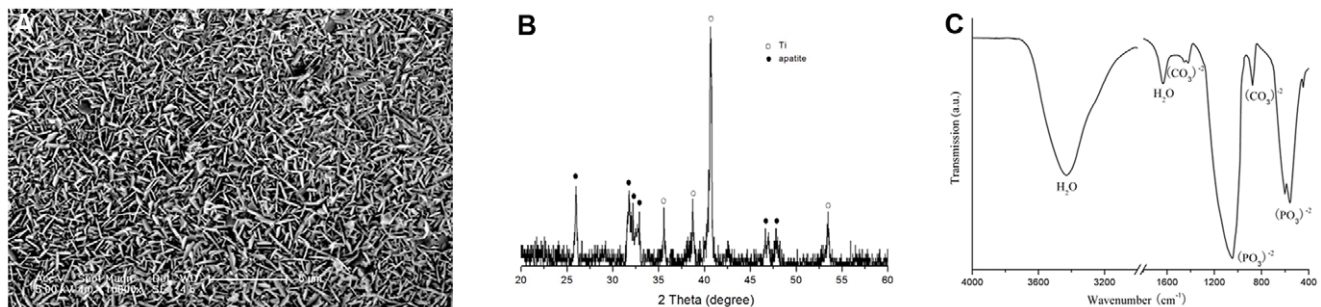 A
B
Ti
apatite
20 25 30 35 40 45 50 55 60
2 Theta (degree)
C
Transmission (a.u.)
H₂O
H₂O
(CO₃)⁻²
(CO₃)⁻²
(PO₃)⁻²
(PO₃)⁻²
4000 3600 3200 1600 1200 800 400
Wavenumber (cm⁻¹)